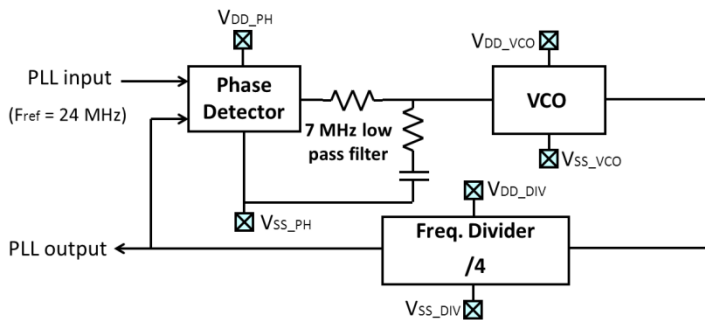 VDD_PH
VDD_VCO
PLL input
(Fref = 24 MHz)
Phase
Detector
VCO
7 MHz low
pass filter
VSS_VCO
VDD_DIV
VSS_PH
PLL output
Freq. Divider
/4
VSS_DIV